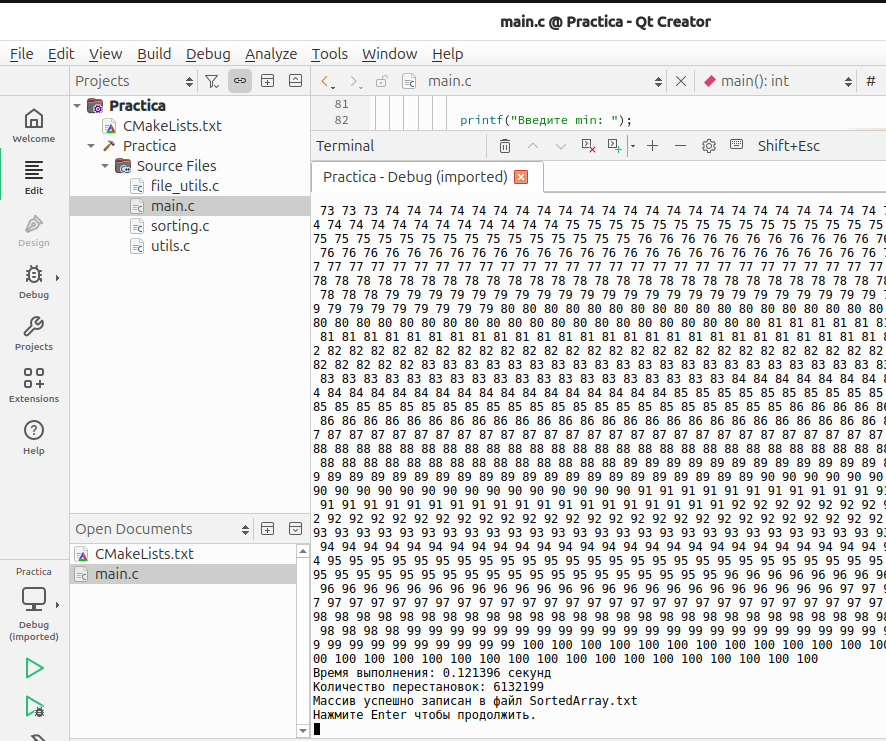 main.c @ Practica - Qt Creator
File Edit View Build Debug Analyze Tools Window Help
Projects main.c main(): int #
Welcome
Edit
Design
Debug
Projects
Extensions
Help
Practica
CMakeLists.txt
Practica
Source Files
file_utils.c
main.c
sorting.c
utils.c
Open Documents
CMakeLists.txt
main.c
Practica
Debug
(imported)
81
82 printf("Введите min: ");
Terminal Shift+Esc
Practica - Debug (imported)
73 73 73 74 74 74 74 74 74 74 74 74 74 74 74 74 74 74 74 74 74 74 74 74 74 74 7
4 74 74 74 74 74 74 74 74 74 74 74 75 75 75 75 75 75 75 75 75 75 75 75 75 75 75
75 75 75 75 75 75 75 75 75 75 75 75 75 75 75 76 76 76 76 76 76 76 76 76 76 76 7
76 76 76 76 76 76 76 76 76 76 76 76 76 76 76 76 76 76 76 76 76 76 76 76 76 76 7
7 77 77 77 77 77 77 77 77 77 77 77 77 77 77 77 77 77 77 77 77 77 77 77 77 77 77
78 78 78 78 78 78 78 78 78 78 78 78 78 78 78 78 78 78 78 78 78 78 78 78 78 78 7
78 78 78 79 79 79 79 79 79 79 79 79 79 79 79 79 79 79 79 79 79 79 79 79 79 79 7
9 79 79 79 79 79 79 79 79 80 80 80 80 80 80 80 80 80 80 80 80 80 80 80 80 80 80
80 80 80 80 80 80 80 80 80 80 80 80 80 80 80 80 80 80 80 80 80 81 81 81 81 81 8
81 81 81 81 81 81 81 81 81 81 81 81 81 81 81 81 81 81 81 81 81 81 81 81 81 81 8
2 82 82 82 82 82 82 82 82 82 82 82 82 82 82 82 82 82 82 82 82 82 82 82 82 82 82
82 82 82 82 82 83 83 83 83 83 83 83 83 83 83 83 83 83 83 83 83 83 83 83 83 83 8
83 83 83 83 83 83 83 83 83 83 83 83 83 83 83 83 83 83 83 84 84 84 84 84 84 84 8
4 84 84 84 84 84 84 84 84 84 84 84 84 84 84 84 84 85 85 85 85 85 85 85 85 85 85
85 85 85 85 85 85 85 85 85 85 85 85 85 85 85 85 85 85 85 85 85 85 86 86 86 86 8
86 86 86 86 86 86 86 86 86 86 86 86 86 86 86 86 86 86 86 86 86 86 86 86 86 86 8
7 87 87 87 87 87 87 87 87 87 87 87 87 87 87 87 87 87 87 87 87 87 87 87 87 87 87
88 88 88 88 88 88 88 88 88 88 88 88 88 88 88 88 88 88 88 88 88 88 88 88 88 88 8
88 88 88 88 88 88 88 88 88 88 88 88 88 88 89 89 89 89 89 89 89 89 89 89 89 89 8
9 89 89 89 89 89 89 89 89 89 89 89 89 89 89 89 89 89 89 89 90 90 90 90 90 90 90
90 90 90 90 90 90 90 90 90 90 90 90 90 90 90 91 91 91 91 91 91 91 91 91 91 91 9
91 91 91 91 91 91 91 91 91 91 91 91 91 91 91 91 91 91 91 92 92 92 92 92 92 92 9
2 92 92 92 92 92 92 92 92 92 92 92 92 92 92 92 92 92 92 92 92 92 92 92 92 92 92
93 93 93 93 93 93 93 93 93 93 93 93 93 93 93 93 93 93 93 93 93 93 93 93 93 93 9
94 94 94 94 94 94 94 94 94 94 94 94 94 94 94 94 94 94 94 94 94 94 94 94 94 94 9
4 95 95 95 95 95 95 95 95 95 95 95 95 95 95 95 95 95 95 95 95 95 95 95 95 95 95
95 95 95 95 95 95 95 95 95 95 95 95 95 95 95 95 95 95 95 96 96 96 96 96 96 96 9
96 96 96 96 96 96 96 96 96 96 96 96 96 96 96 96 96 96 96 96 96 96 96 96 97 97 9
7 97 97 97 97 97 97 97 97 97 97 97 97 97 97 97 97 97 97 97 97 97 97 97 97 97 97
98 98 98 98 98 98 98 98 98 98 98 98 98 98 98 98 98 98 98 98 98 98 98 98 98 98 9
98 98 98 98 99 99 99 99 99 99 99 99 99 99 99 99 99 99 99 99 99 99 99 99 99 99 9
9 99 99 99 99 99 99 99 99 99 100 100 100 100 100 100 100 100 100 100 100 100 10
00 100 100 100 100 100 100 100 100 100 100 100 100 100 100 100 100 100
Время выполнения: 0.121396 секунд
Количество перестановок: 6132199
Массив успешно записан в файл SortedArray.txt
Нажмите Enter чтобы продолжить.